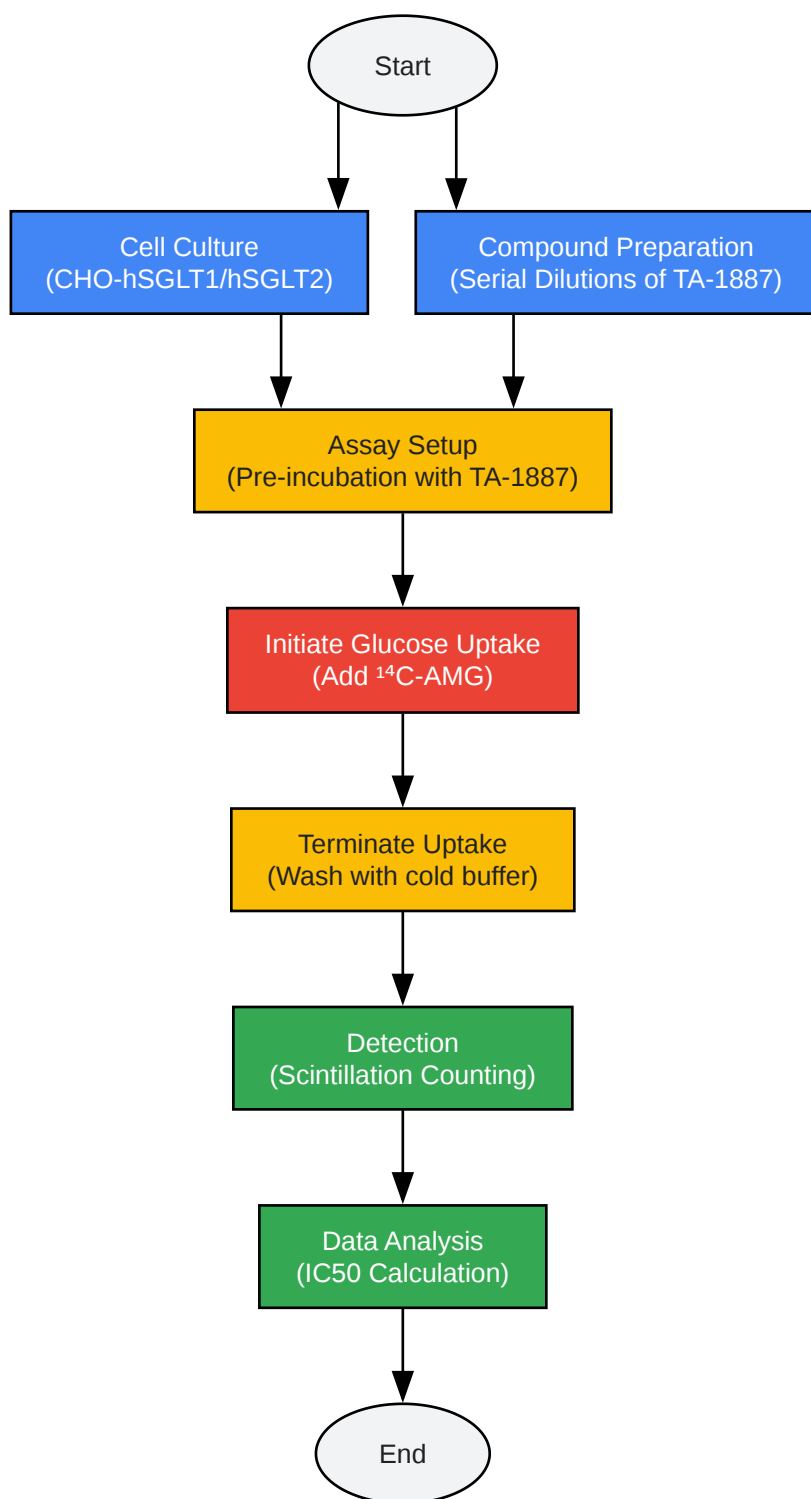 Start
Cell Culture
(CHO-hSGLT1/hSGLT2)
Compound Preparation
(Serial Dilutions of TA-1887)
Assay Setup
(Pre-incubation with TA-1887)
Initiate Glucose Uptake
(Add ¹⁴C-AMG)
Terminate Uptake
(Wash with cold buffer)
Detection
(Scintillation Counting)
Data Analysis
(IC50 Calculation)
End